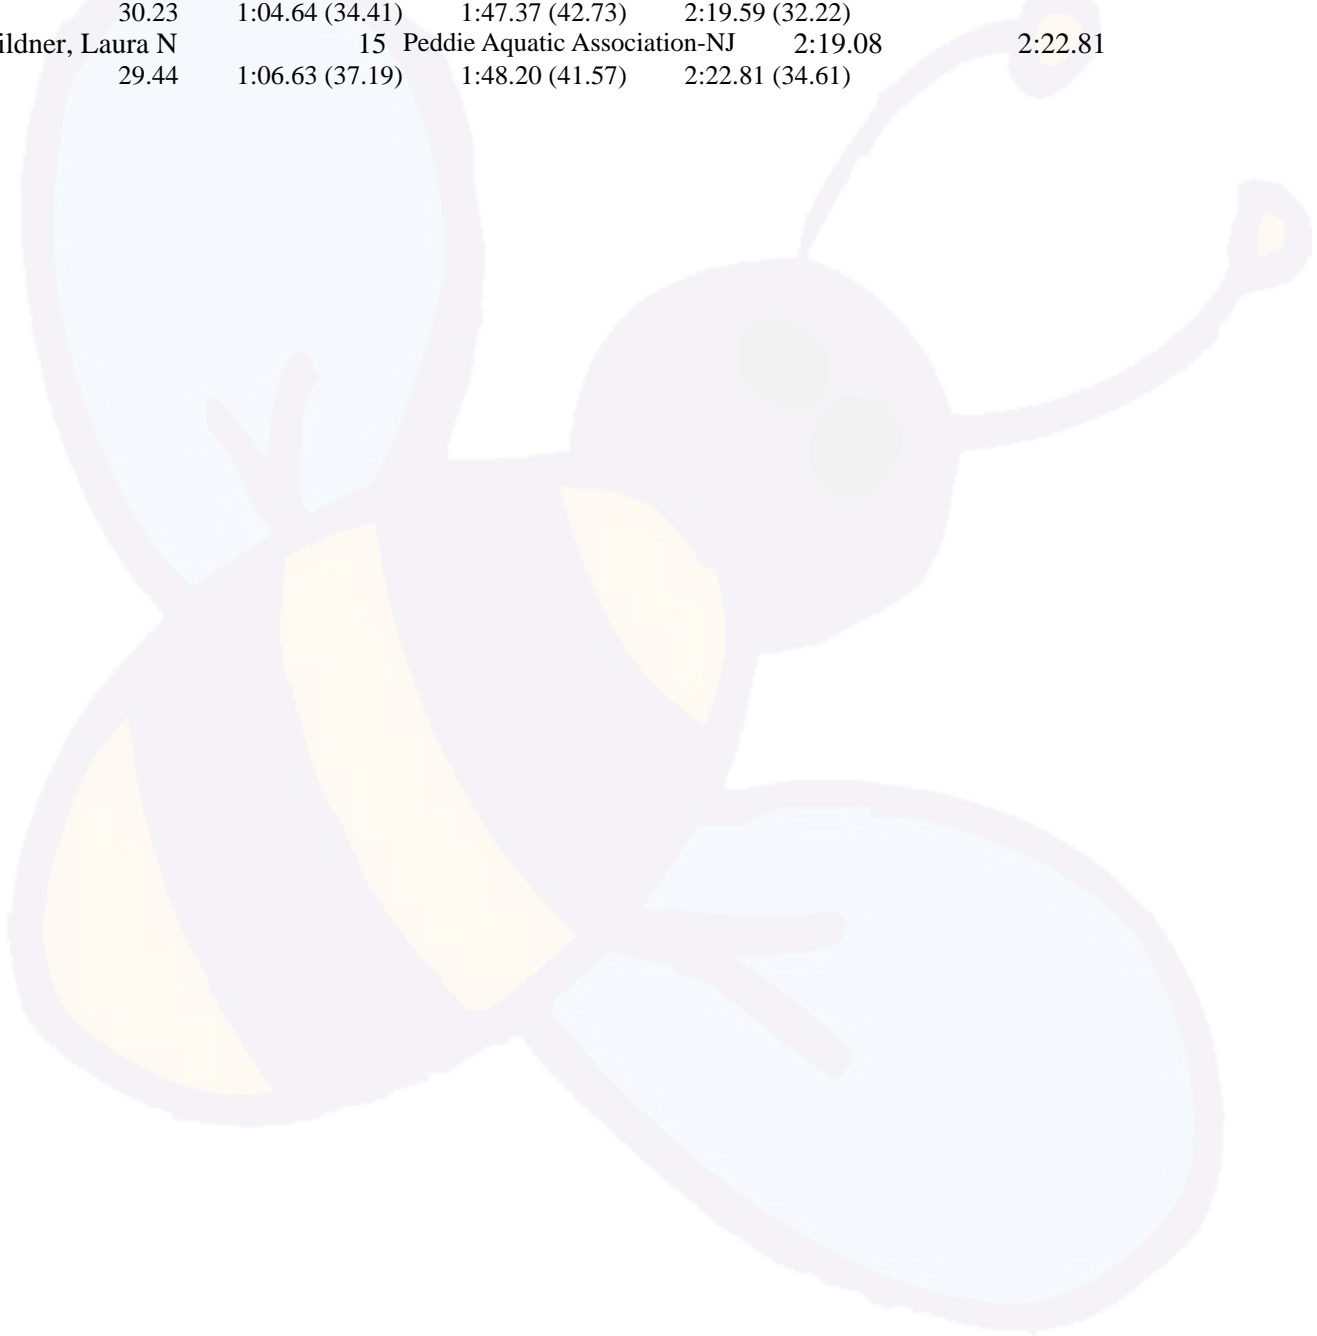 30.23 1:04.64 (34.41) 1:47.37 (42.73) 2:19.59 (32.22)
ildner, Laura N 15 Peddie Aquatic Association-NJ 2:19.08 2:22.81
29.44 1:06.63 (37.19) 1:48.20 (41.57) 2:22.81 (34.61)